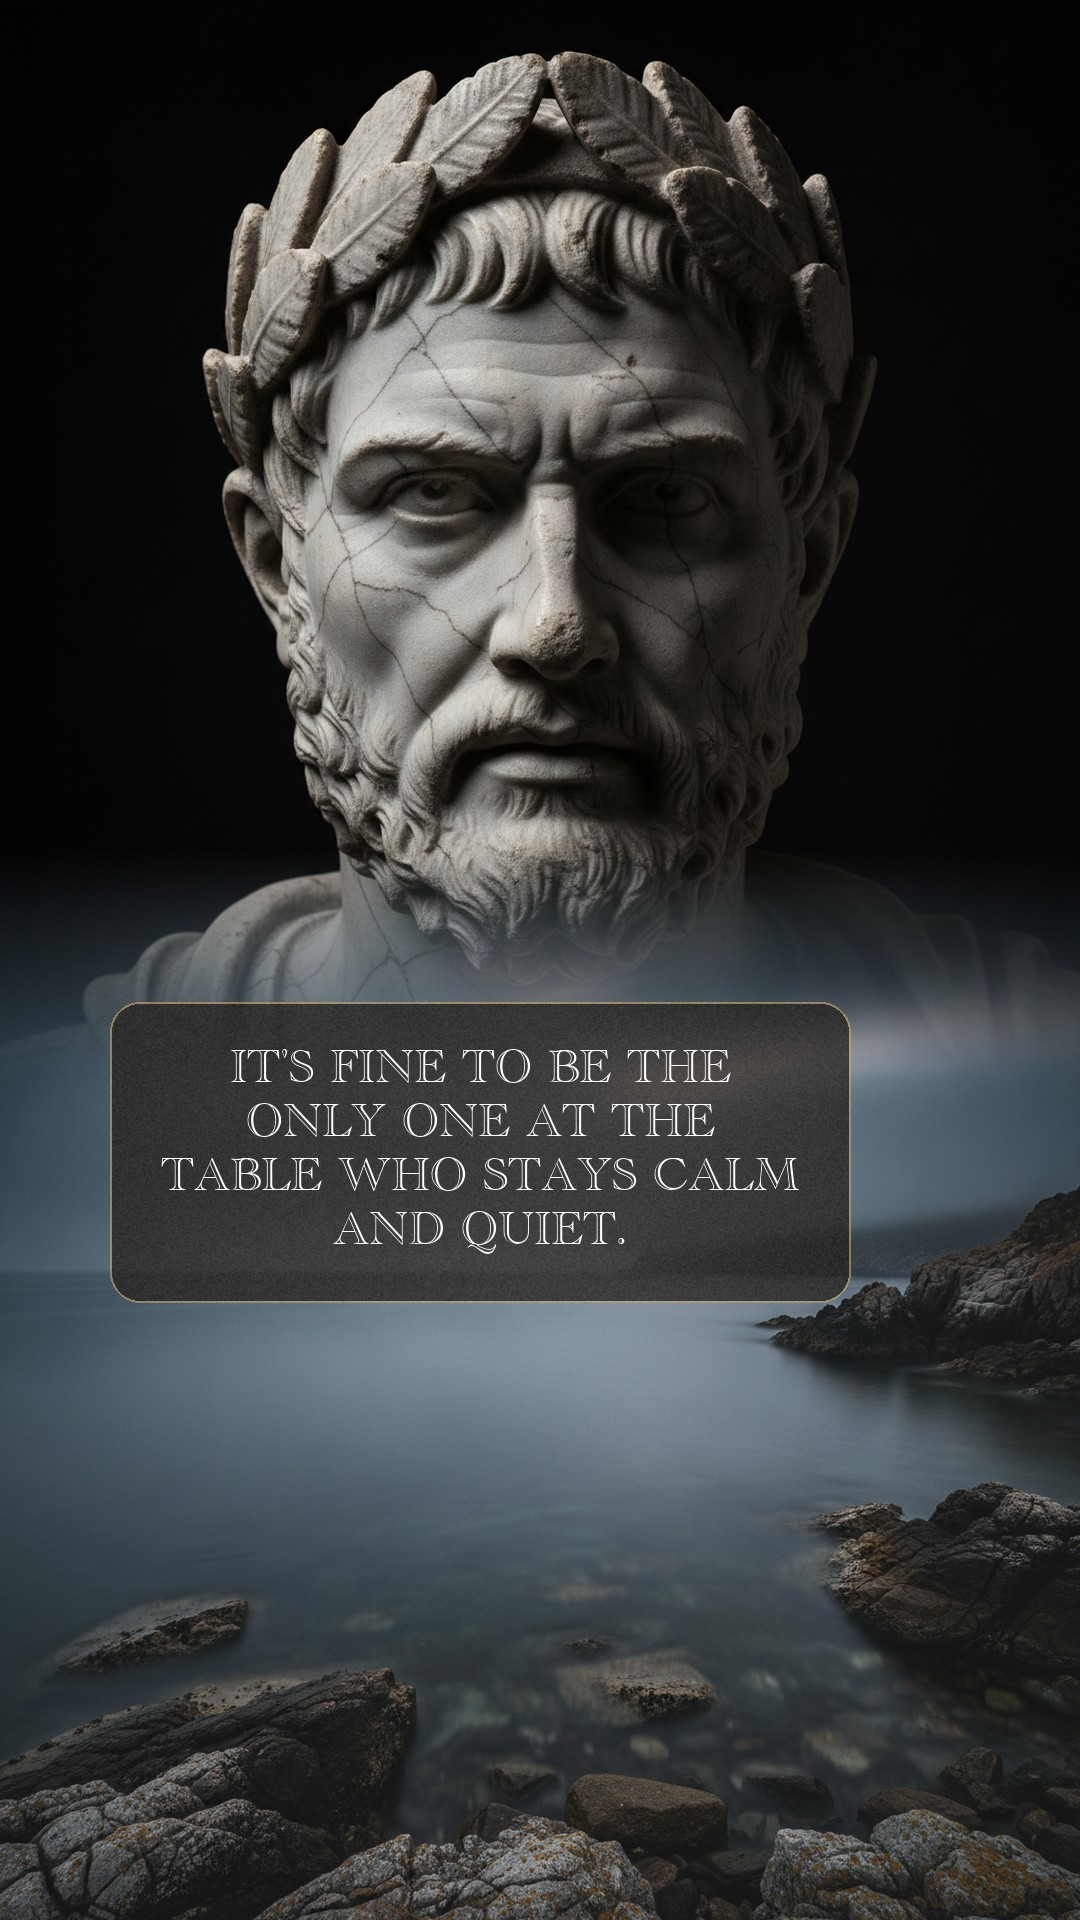 IT'S FINE TO BE THE
ONLY ONE AT THE
TABLE WHO STAYS CALM
AND QUIET.